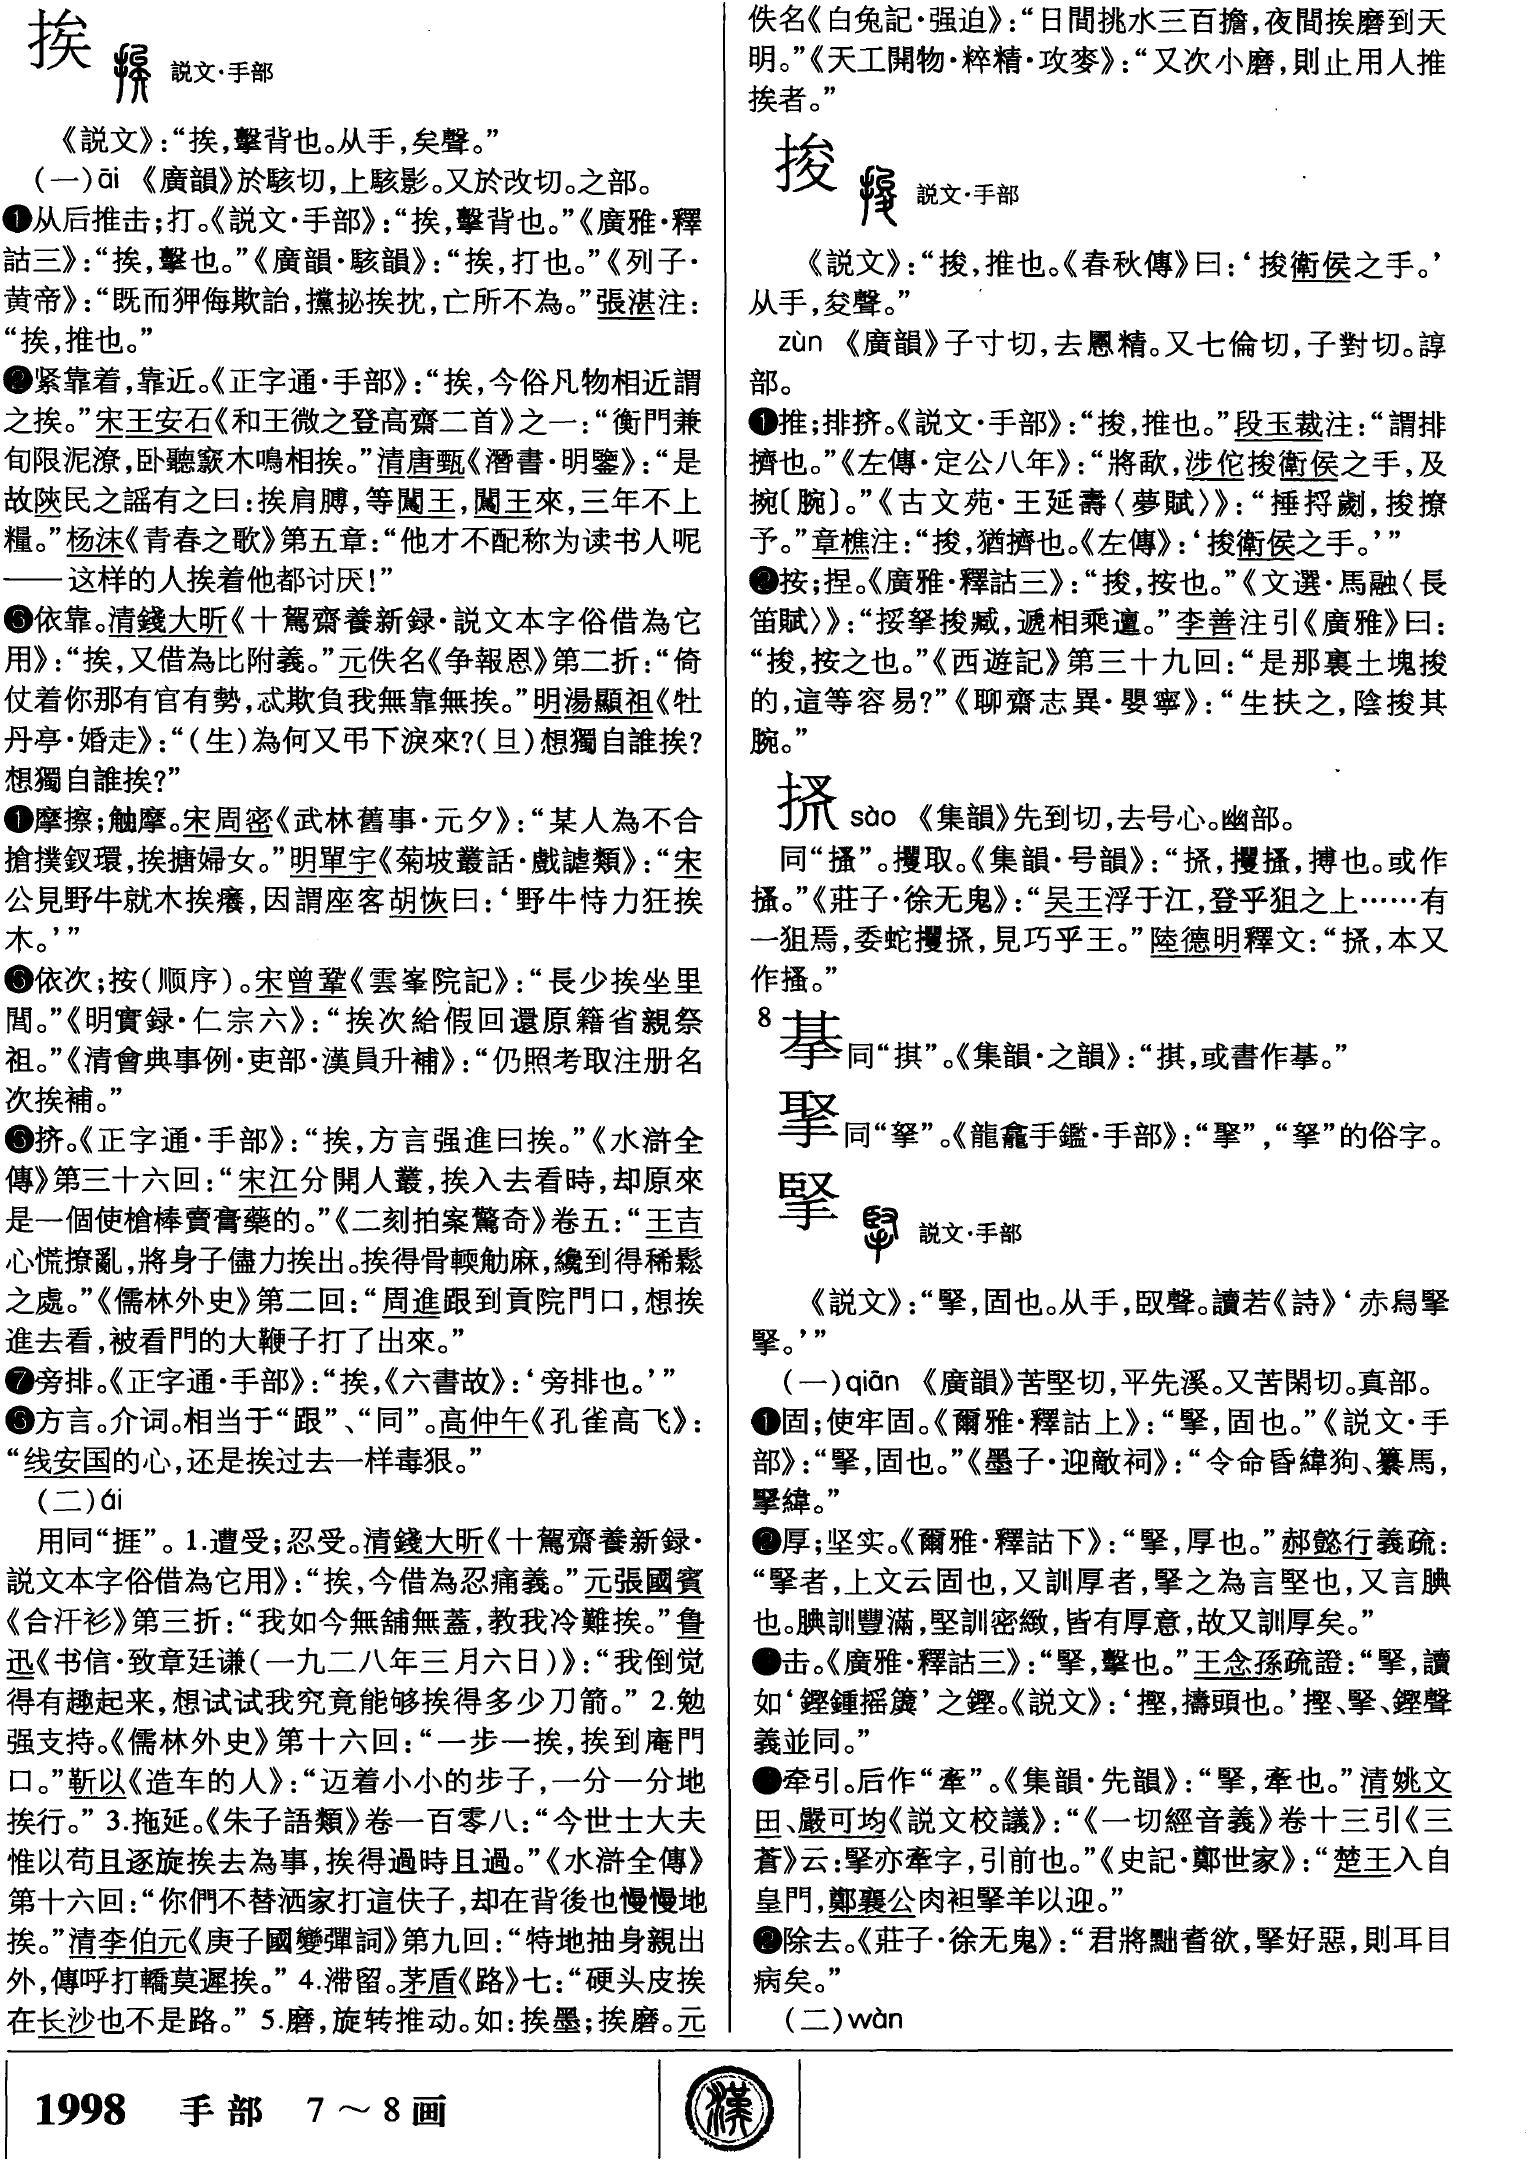 挨 説文·手部
《説文》:“挨,擊背也。从手,矣聲。”
(一)āi 《廣韻》於駭切,上駭影。又於改切。之部。
❶从后推击;打。《説文·手部》:“挨,擊背也。”《廣雅·釋
詁三》:“挨,擊也。”《廣韻·駭韻》:“挨,打也。”《列子·
黄帝》:“既而狎侮欺詒,攩㧙挨抌,亡所不為。”張湛注:
“挨,推也。”
❷紧靠着,靠近。《正字通·手部》:“挨,今俗凡物相近謂
之挨。”宋王安石《和王微之登高齋二首》之一:“衡門兼
旬限泥潦,卧聽窾木鳴相挨。”清唐甄《潛書·明鑒》:“是
故陝民之謡有之曰:挨肩膊,等闖王,闖王來,三年不上
糧。”杨沫《青春之歌》第五章:“他才不配称为读书人呢
——这样的人挨着他都讨厌!”
❸依靠。清錢大昕《十駕齋養新録·説文本字俗借為它
用》:“挨,又借為比附義。”元佚名《争報恩》第二折:“倚
仗着你那有官有勢,忒欺負我無靠無挨。”明湯顯祖《牡
丹亭·婚走》:“(生)為何又弔下淚來?(旦)想獨自誰挨?
想獨自誰挨?”
❶摩擦;触摩。宋周密《武林舊事·元夕》:“某人為不合
搶撲釵環,挨搪婦女。”明單宇《菊坡叢話·戲謔類》:“宋
公見野牛就木挨癢,因謂座客胡恢曰:‘野牛恃力狂挨
木。’”
❺依次;按(顺序)。宋曾鞏《雲峯院記》:“長少挨坐里
閭。”《明實録·仁宗六》:“挨次給假回還原籍省親祭
祖。”《清會典事例·吏部·漢員升補》:“仍照考取注册名
次挨補。”
❻挤。《正字通·手部》:“挨,方言强進曰挨。”《水滸全
傳》第三十六回:“宋江分開人叢,挨入去看時,却原來
是一個使槍棒賣膏藥的。”《二刻拍案驚奇》卷五:“王吉
心慌撩亂,將身子儘力挨出。挨得骨輭觔麻,纔到得稀鬆
之處。”《儒林外史》第二回:“周進跟到貢院門口,想挨
進去看,被看門的大鞭子打了出來。”
❼旁排。《正字通·手部》:“挨,《六書故》:‘旁排也。’”
❽方言。介词。相当于“跟”、“同”。高仲午《孔雀高飞》:
“线安国的心,还是挨过去一样毒狠。”
(二)ái
用同“捱”。1.遭受;忍受。清錢大昕《十駕齋養新録·
説文本字俗借為它用》:“挨,今借為忍痛義。”元張國賓
《合汗衫》第三折:“我如今無舖無蓋,教我冷難挨。”鲁
迅《书信·致章廷谦(一九二八年三月六日)》:“我倒觉
得有趣起来,想试试我究竟能够挨得多少刀箭。”2.勉
强支持。《儒林外史》第十六回:“一步一挨,挨到庵門
口。”靳以《造车的人》:“迈着小小的步子,一分一分地
挨行。”3.拖延。《朱子語類》卷一百零八:“今世士大夫
惟以苟且逐旋挨去為事,挨得過時且過。”《水滸全傳》
第十六回:“你們不替洒家打這伕子,却在背後也慢慢地
挨。”清李伯元《庚子國變彈詞》第九回:“特地抽身親出
外,傳呼打轎莫遲挨。”4.滞留。茅盾《路》七:“硬头皮挨
在长沙也不是路。”5.磨,旋转推动。如:挨墨;挨磨。元
佚名《白兔記·强迫》:“日間挑水三百擔,夜間挨磨到天
明。”《天工開物·粹精·攻麥》:“又次小磨,則止用人推
挨者。”
捘 説文·手部
《説文》:“捘,推也。《春秋傳》曰:‘捘衛侯之手。’
从手,夋聲。”
zùn 《廣韻》子寸切,去慁精。又七倫切,子對切。諄
部。
❶推;排挤。《説文·手部》:“捘,推也。”段玉裁注:“謂排
擠也。”《左傳·定公八年》:“將歃,涉佗捘衛侯之手,及
捥〔腕〕。”《古文苑·王延壽〈夢賦〉》:“捶捋劌,捘撩
予。”章樵注:“捘,猶擠也。《左傳》:‘捘衛侯之手。’”
❷按;捏。《廣雅·釋詁三》:“捘,按也。”《文選·馬融〈長
笛賦〉》:“挼拏捘臧,遞相乘邅。”李善注引《廣雅》曰:
“捘,按之也。”《西遊記》第三十九回:“是那裏土塊捘
的,這等容易?”《聊齋志異·嬰寧》:“生扶之,陰捘其
腕。”
㨞 sào 《集韻》先到切,去号心。幽部。
同“搔”。攫取。《集韻·号韻》:“㨞,攫搔,搏也。或作
搔。”《莊子·徐无鬼》:“吴王浮于江,登乎狙之上……有
一狙焉,委蛇攫㨞,見巧乎王。”陸德明釋文:“㨞,本又
作搔。”
8
㨳同“掑”。《集韻·之韻》:“掑,或書作㨳。”
掔同“拏”。《龍龕手鑑·手部》:“”,“拏”的俗字。
掔 説文·手部
《説文》:“掔,固也。从手,臤聲。讀若《詩》‘赤舄掔
掔。’”
(一)qiān 《廣韻》苦堅切,平先溪。又苦閑切。真部。
❶固;使牢固。《爾雅·釋詁上》:“掔,固也。”《説文·手
部》:“掔,固也。”《墨子·迎敵祠》:“令命昏緯狗、纂馬,
掔緯。”
❷厚;坚实。《爾雅·釋詁下》:“掔,厚也。”郝懿行義疏:
“掔者,上文云固也,又訓厚者,掔之為言堅也,又言腆
也。腆訓豐滿,堅訓密緻,皆有厚意,故又訓厚矣。”
❸击。《廣雅·釋詁三》:“掔,擊也。”王念孫疏證:“掔,讀
如‘鏗鍾摇簴’之鏗。《説文》:‘摼,擣頭也。’摼、掔、鏗聲
義並同。”
❹牵引。后作“牽”。《集韻·先韻》:“掔,牽也。”清姚文
田、嚴可均《説文校議》:“《一切經音義》卷十三引《三
蒼》云:掔亦牽字,引前也。”《史記·鄭世家》:“楚王入自
皇門,鄭襄公肉袒掔羊以迎。”
❺除去。《莊子·徐无鬼》:“君將黜耆欲,掔好惡,則耳目
病矣。”
(二)wàn
1998 手部 7～8画
漢